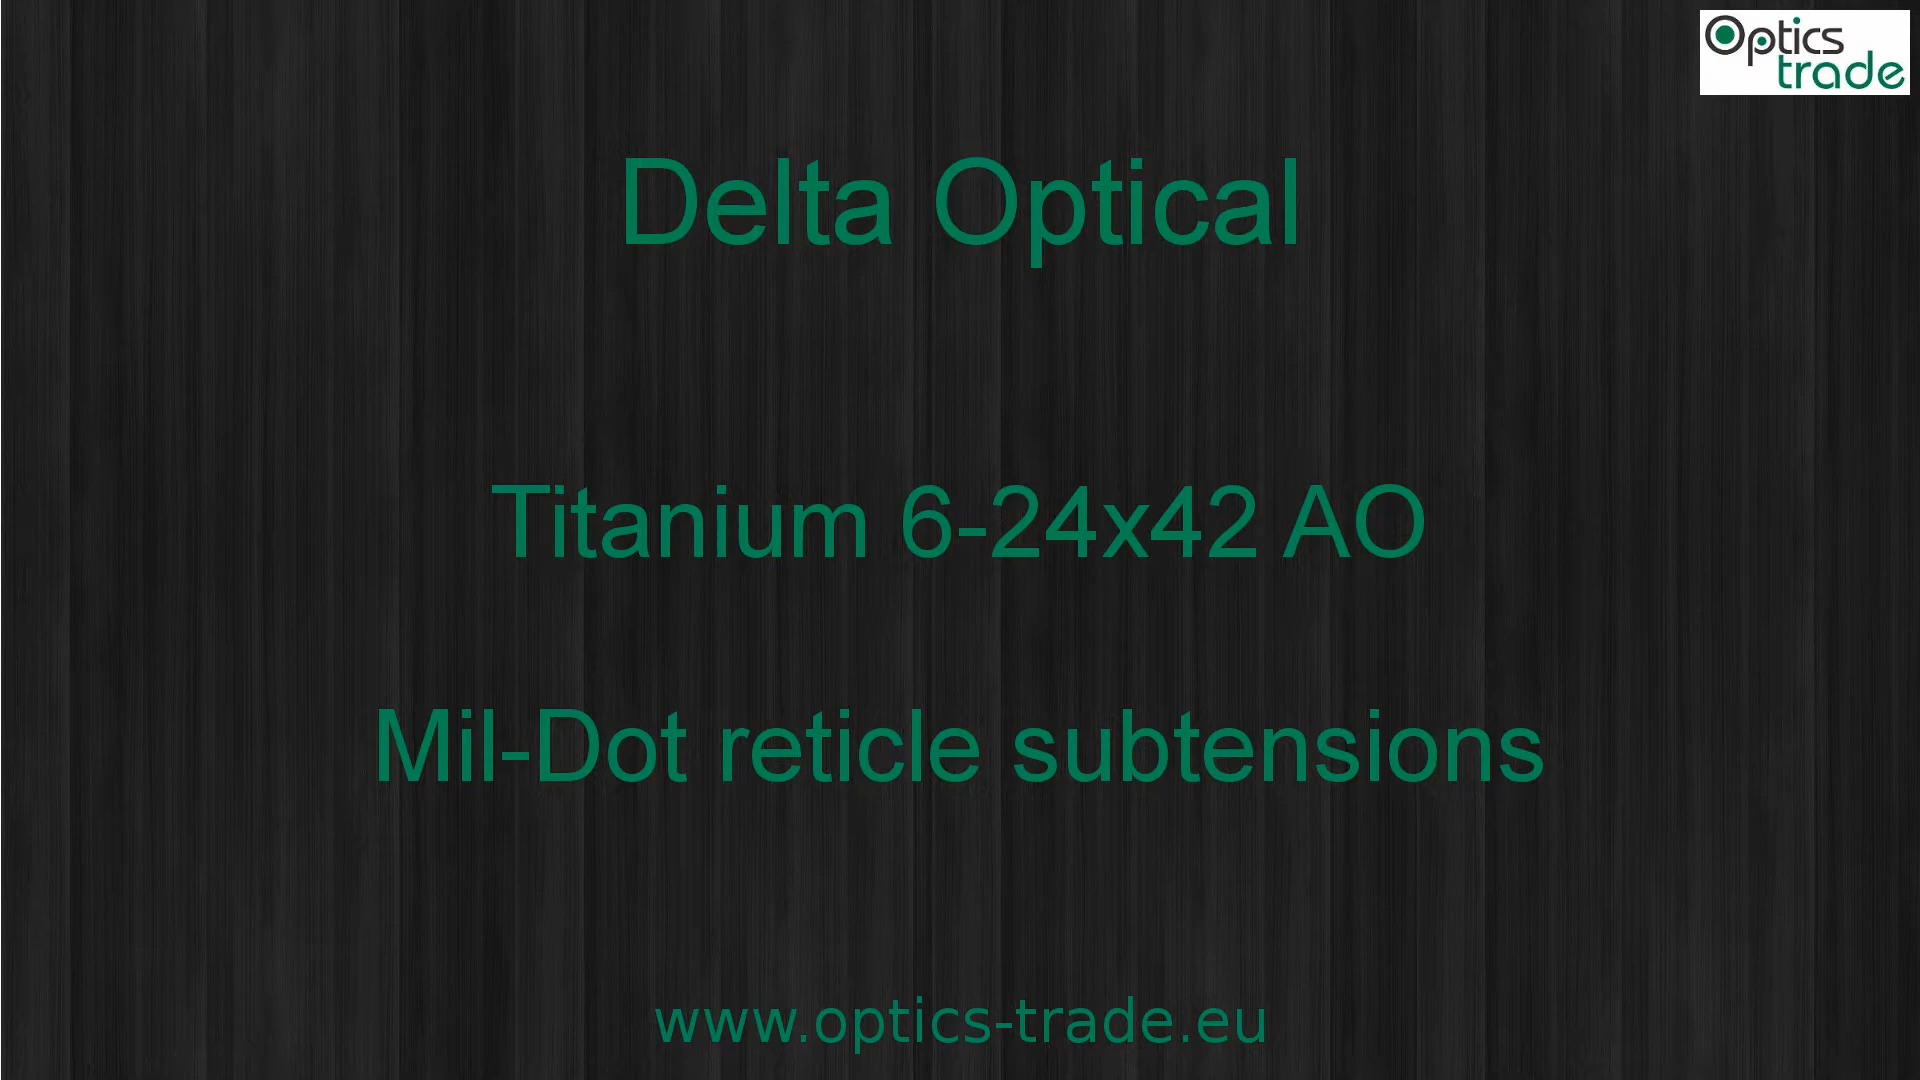 Optics
trade
Delta Optical
Titanium 6-24x42 AO
Mil-Dot reticle subtensions
www.optics-trade.eu